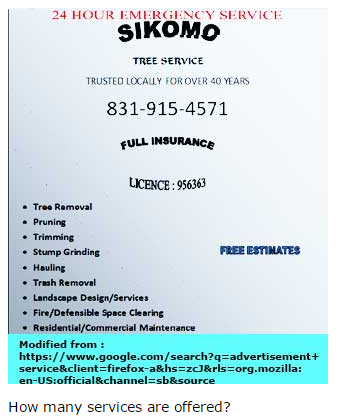 24 HOUR EMERGENCY SERVICE
SIKOMO
TREE SERVICE
TRUSTED LOCALLY FOR OVER 40 YEARS
831-915-4571
FULL INSURANCE
LICENCE : 956363
• Tree Removal
• Pruning
• Trimming
• Stump Grinding
FREE ESTIMATES
• Hauling
• Trash Removal
• Landscape Design/Services
• Fire/Defensible Space Clearing
• Residential/Commercial Maintenance
Modified from :
https://www.google.com/search?q=advertisement+
service&client=firefox-a&hs=zcJ&rls=org.mozilla:
en-US:official&channel=sb&source
How many services are offered?